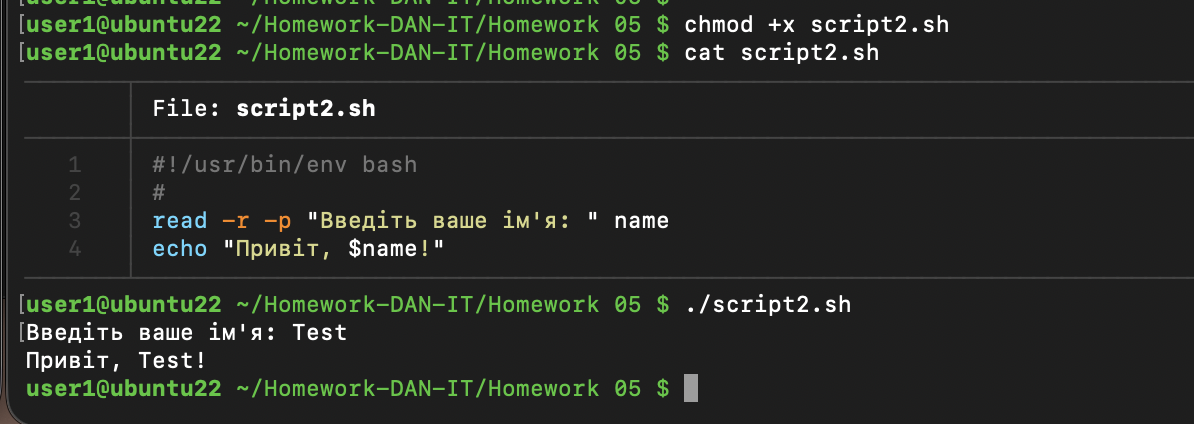 [user1@ubuntu22 ~/Homework-DAN-IT/Homework 05 $ chmod +x script2.sh
[user1@ubuntu22 ~/Homework-DAN-IT/Homework 05 $ cat script2.sh
File: script2.sh
1 #!/usr/bin/env bash
2 #
3 read -r -p "Введіть ваше ім'я: " name
4 echo "Привіт, $name!"
[user1@ubuntu22 ~/Homework-DAN-IT/Homework 05 $ ./script2.sh
[Введіть ваше ім'я: Test
Привіт, Test!
user1@ubuntu22 ~/Homework-DAN-IT/Homework 05 $